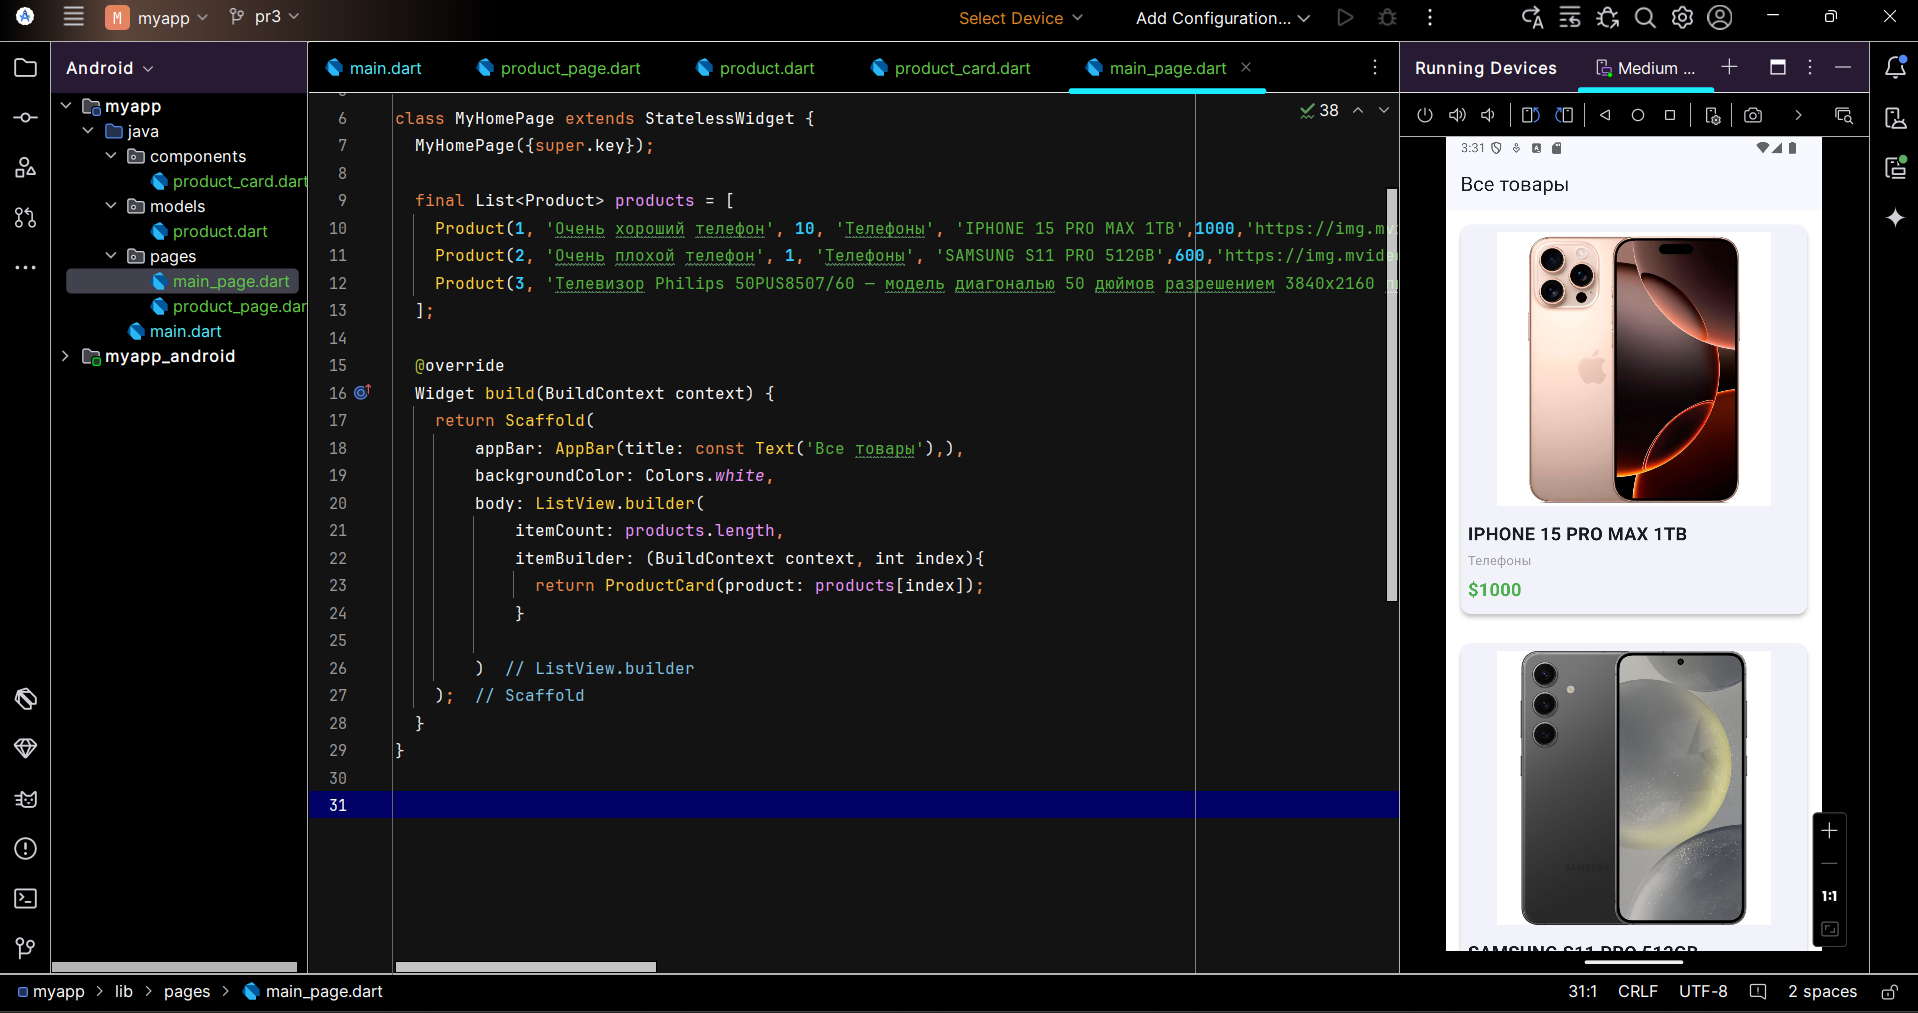 M myapp pr3 Select Device Add Configuration...
Android
main.dart product_page.dart product.dart product_card.dart main_page.dart
Running Devices Medium ...
myapp
java
components
product_card.dart
models
product.dart
pages
main_page.dart
product_page.dar
main.dart
myapp_android
38
6 class MyHomePage extends StatelessWidget {
7 MyHomePage({super.key});
8
9 final List<Product> products = [
10 Product(1, 'Очень хороший телефон', 10, 'Телефоны', 'IPHONE 15 PRO MAX 1TB',1000,'https://img.mv
11 Product(2, 'Очень плохой телефон', 1, 'Телефоны', 'SAMSUNG S11 PRO 512GB',600,'https://img.mvide
12 Product(3, 'Телевизор Philips 50PUS8507/60 — модель диагональю 50 дюймов разрешением 3840x2160
13 ];
14
15 @override
16 Widget build(BuildContext context) {
17 return Scaffold(
18 appBar: AppBar(title: const Text('Все товары'),),
19 backgroundColor: Colors.white,
20 body: ListView.builder(
21 itemCount: products.length,
22 itemBuilder: (BuildContext context, int index){
23 return ProductCard(product: products[index]);
24 }
25
26 ) // ListView.builder
27 ); // Scaffold
28 }
29 }
30
31
3:31
Все товары
IPHONE 15 PRO MAX 1TB
Телефоны
$1000
SAMSUNG S11 PRO 512GB
1:1
myapp > lib > pages > main_page.dart
31:1 CRLF UTF-8 2 spaces